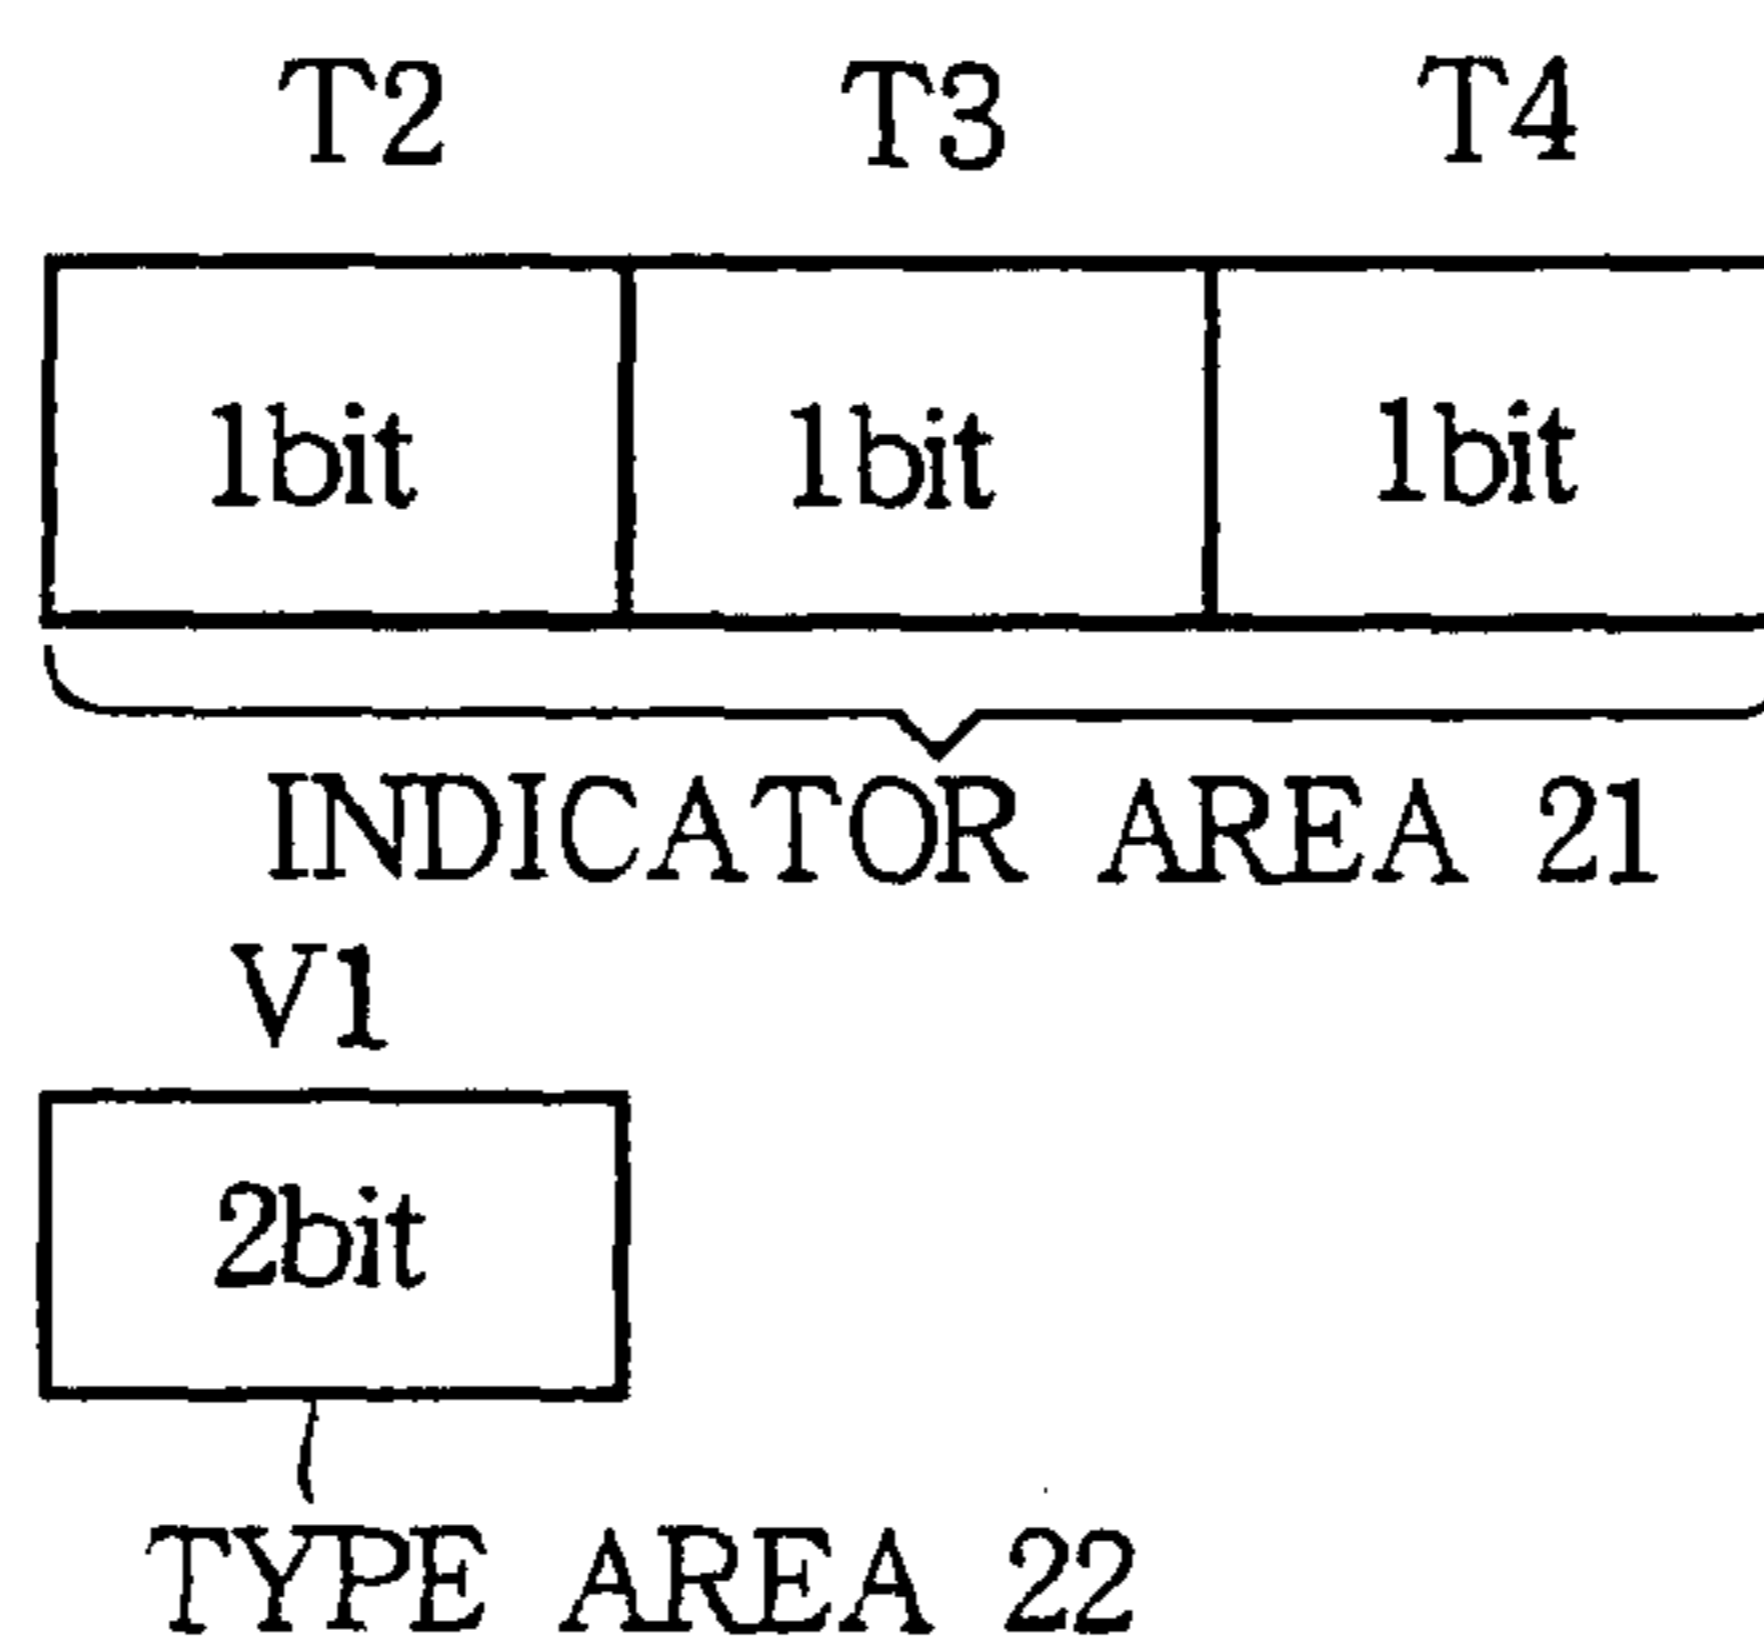 T2 T3 T4
1bit 1bit 1bit
INDICATOR AREA 21
V1
2bit
TYPE AREA 22